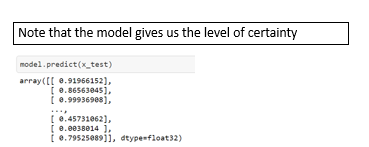 Note that the model gives us the level of certainty
model.predict(x_test)
array([[ 0.91966152],
[ 0.86563045],
[ 0.99936908],
...,
[ 0.45731062],
[ 0.0038014 ],
[ 0.79525089]], dtype=float32)